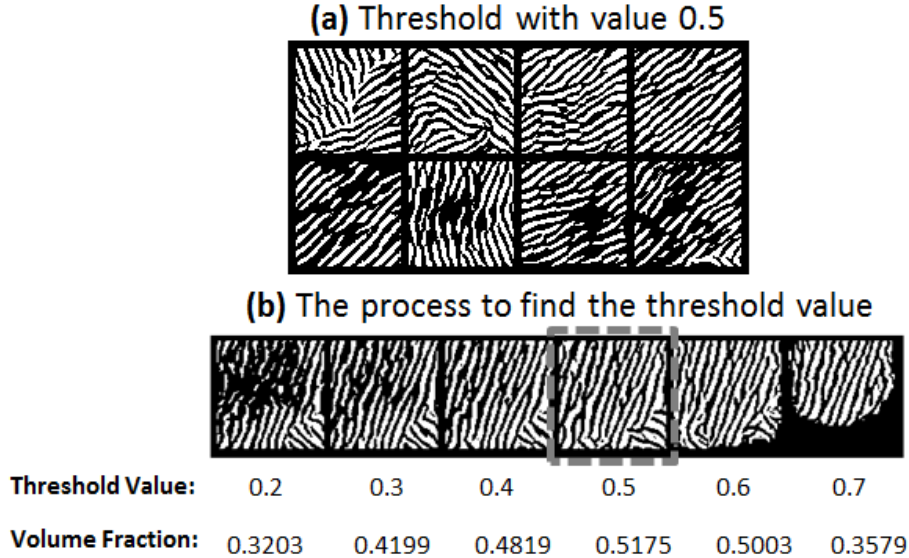 (a) Threshold with value 0.5
(b) The process to find the threshold value
Threshold Value: 0.2 0.3 0.4 0.5 0.6 0.7
Volume Fraction: 0.3203 0.4199 0.4819 0.5175 0.5003 0.3579